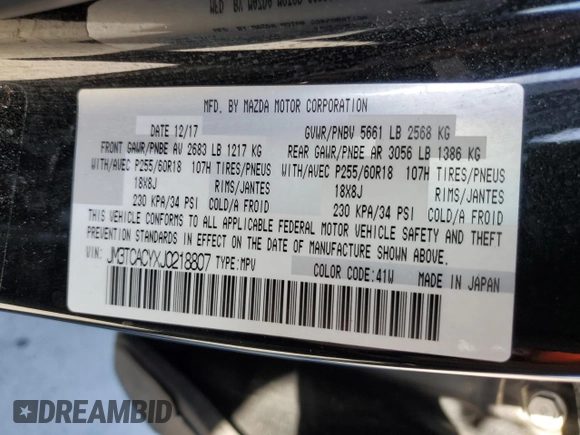 MFD. BY MAZDA MOTOR CORPORATION
DATE 12/17 GVWR/PNBV 5661 LB 2568 KG
FRONT GAWR/PNBE AV 2683 LB 1217 KG REAR GAWR/PNBE AR 3056 LB 1386 KG
WITH/AVEC P255/60R18 107H TIRES/PNEUS WITH/AVEC P255/60R18 107H TIRES/PNEUS
18X8J RIMS/JANTES 18X8J RIMS/JANTES
230 KPA/34 PSI COLD/A FROID 230 KPA/34 PSI COLD/A FROID
THIS VEHICLE CONFORMS TO ALL APPLICABLE FEDERAL MOTOR VEHICLE SAFETY AND THEFT
PREVENTION STANDARDS IN EFFECT ON THE DATE OF MANUFACTURE SHOWN ABOVE.
VIN: JM3TCACYXJ0218807 TYPE:MPV COLOR CODE:41W MADE IN JAPAN
DREAMBID